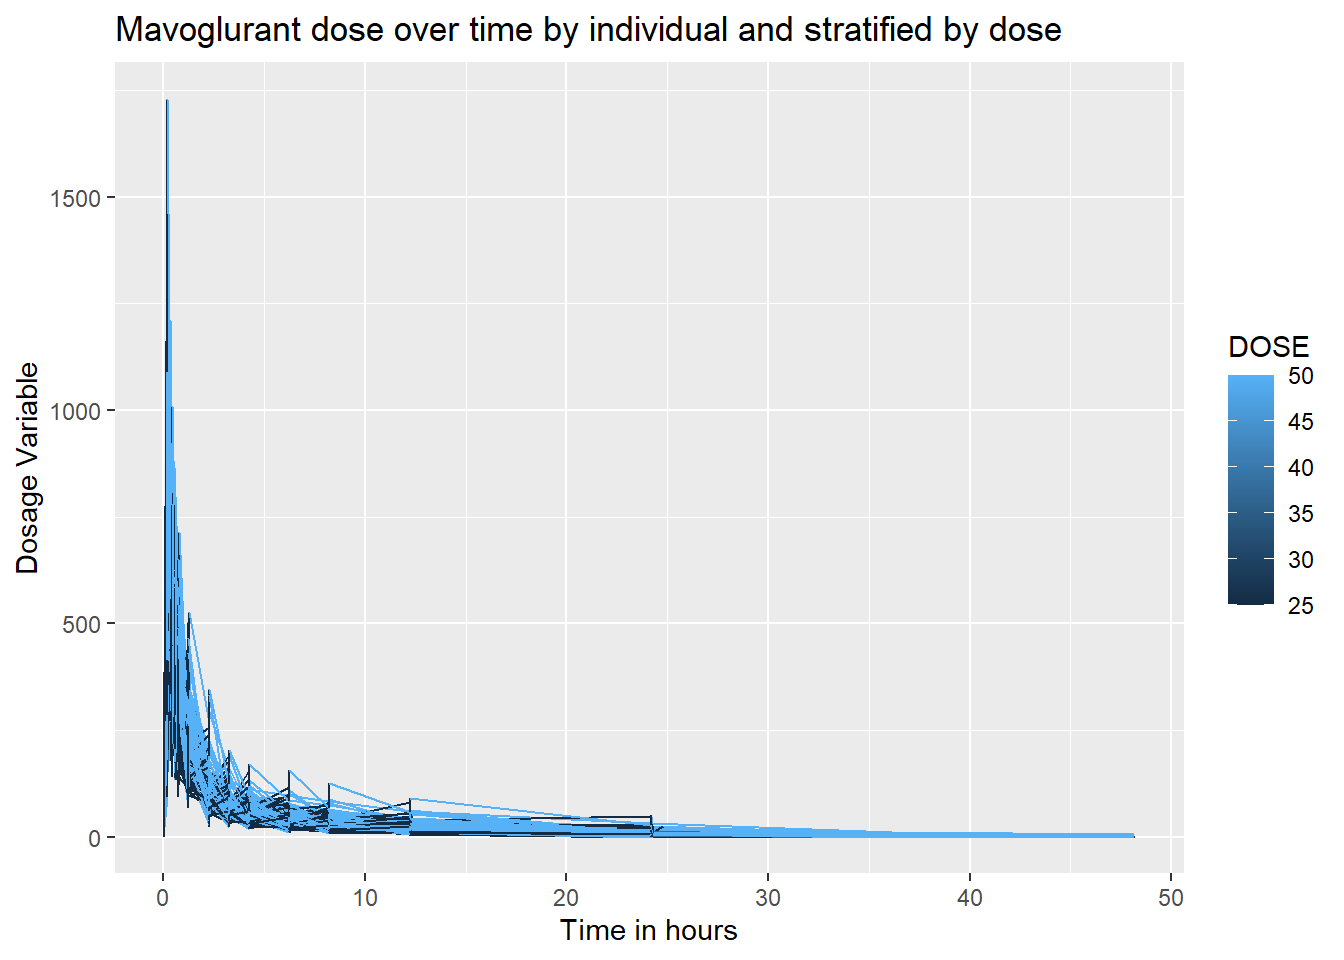 Mavoglurant dose over time by individual and stratified by dose
Dosage Variable
1500
1000
500
0
0 10 20 30 40 50
Time in hours
DOSE
50
45
40
35
30
25